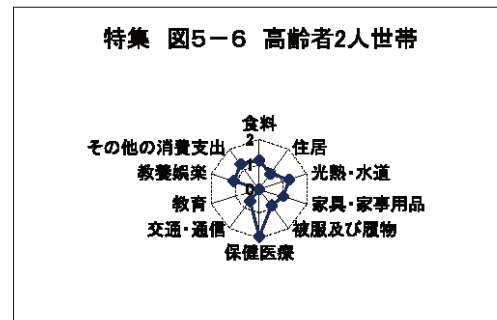 特集 図5－6 高齢者2人世帯
食料
住居
光熱・水道
家具・家事用品
被服及び履物
保健医療
交通・通信
教育
教養娯楽
その他の消費支出
2
1
0